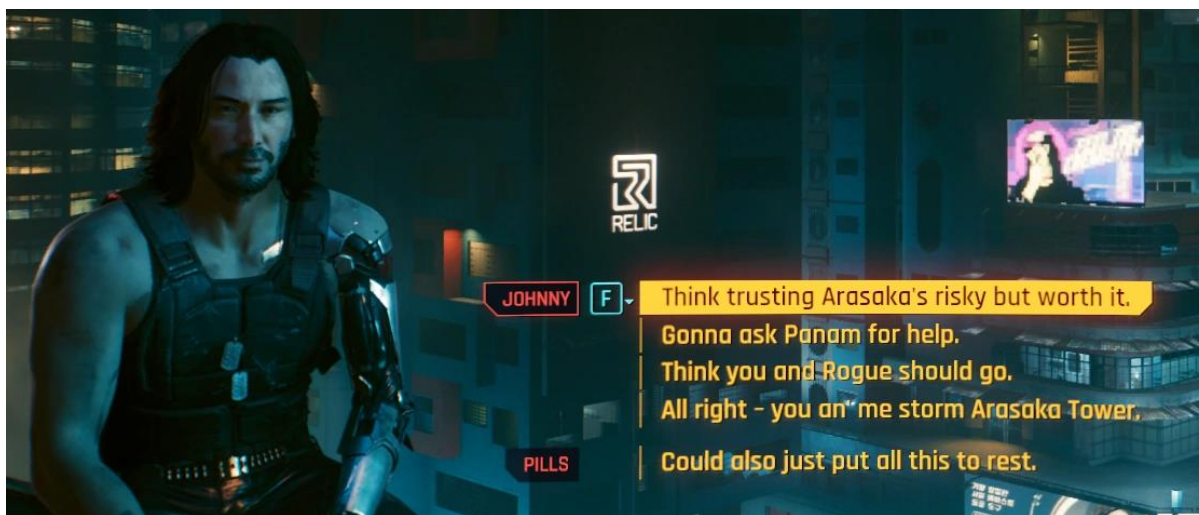 RELIC
JOHNNY F Think trusting Arasaka's risky but worth it.
Gonna ask Panam for help.
Think you and Rogue should go.
All right – you an' me storm Arasaka Tower.
PILLS Could also just put all this to rest.